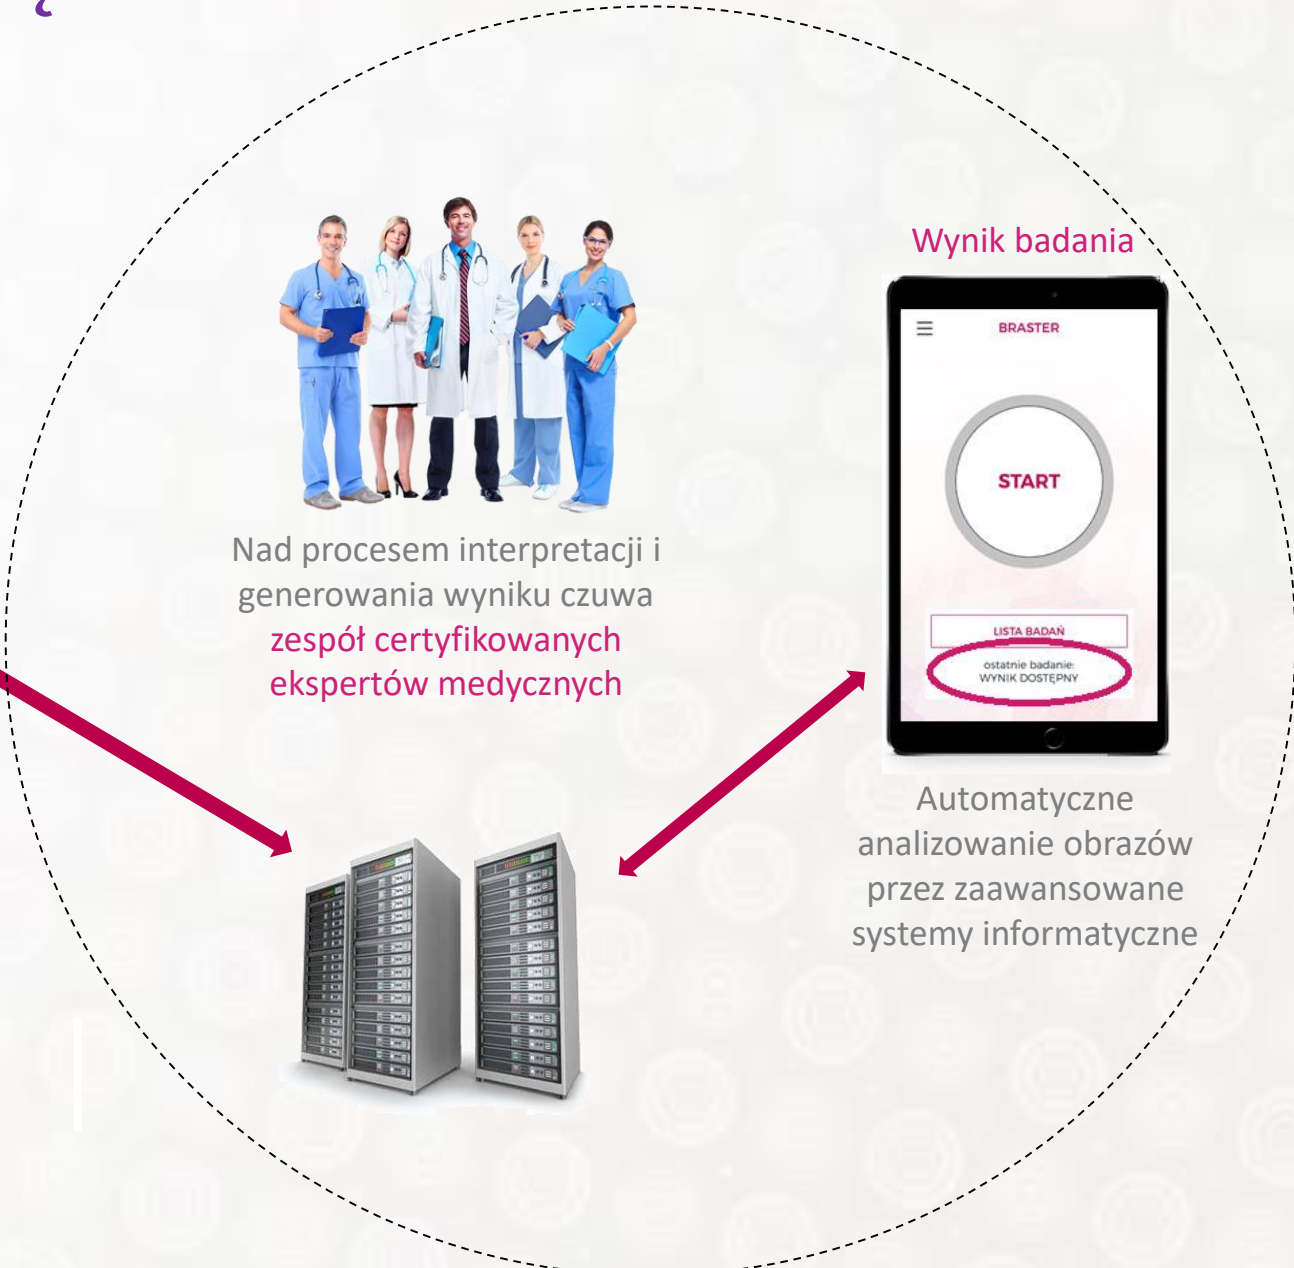 Nad procesem interpretacji i
generowania wyniku czuwa
zespół certyfikowanych
ekspertów medycznych
Wynik badania
BRASTER
START
LISTA BADAŃ
ostatnie badanie:
WYNIK DOSTĘPNY
Automatyczne
analizowanie obrazów
przez zaawansowane
systemy informatyczne